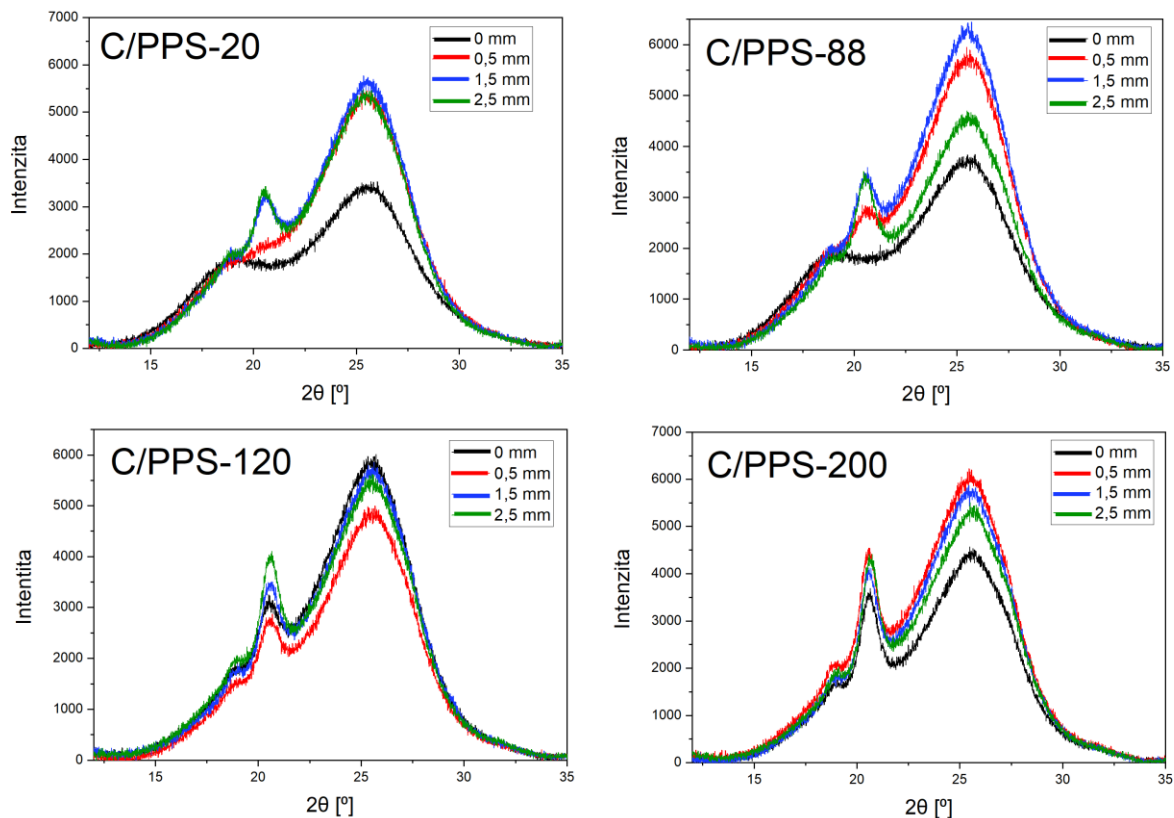 C/PPS-20
0 mm
0,5 mm
1,5 mm
2,5 mm
Intenzita
7000
6000
5000
4000
3000
2000
1000
0
15
20
25
30
35
2θ [º]
C/PPS-88
0 mm
0,5 mm
1,5 mm
2,5 mm
Intenzita
6000
5000
4000
3000
2000
1000
0
15
20
25
30
35
2θ [º]
C/PPS-120
0 mm
0,5 mm
1,5 mm
2,5 mm
Intentita
6000
5000
4000
3000
2000
1000
0
15
20
25
30
35
2θ [º]
C/PPS-200
0 mm
0,5 mm
1,5 mm
2,5 mm
Intenzita
7000
6000
5000
4000
3000
2000
1000
0
15
20
25
30
35
2θ [º]